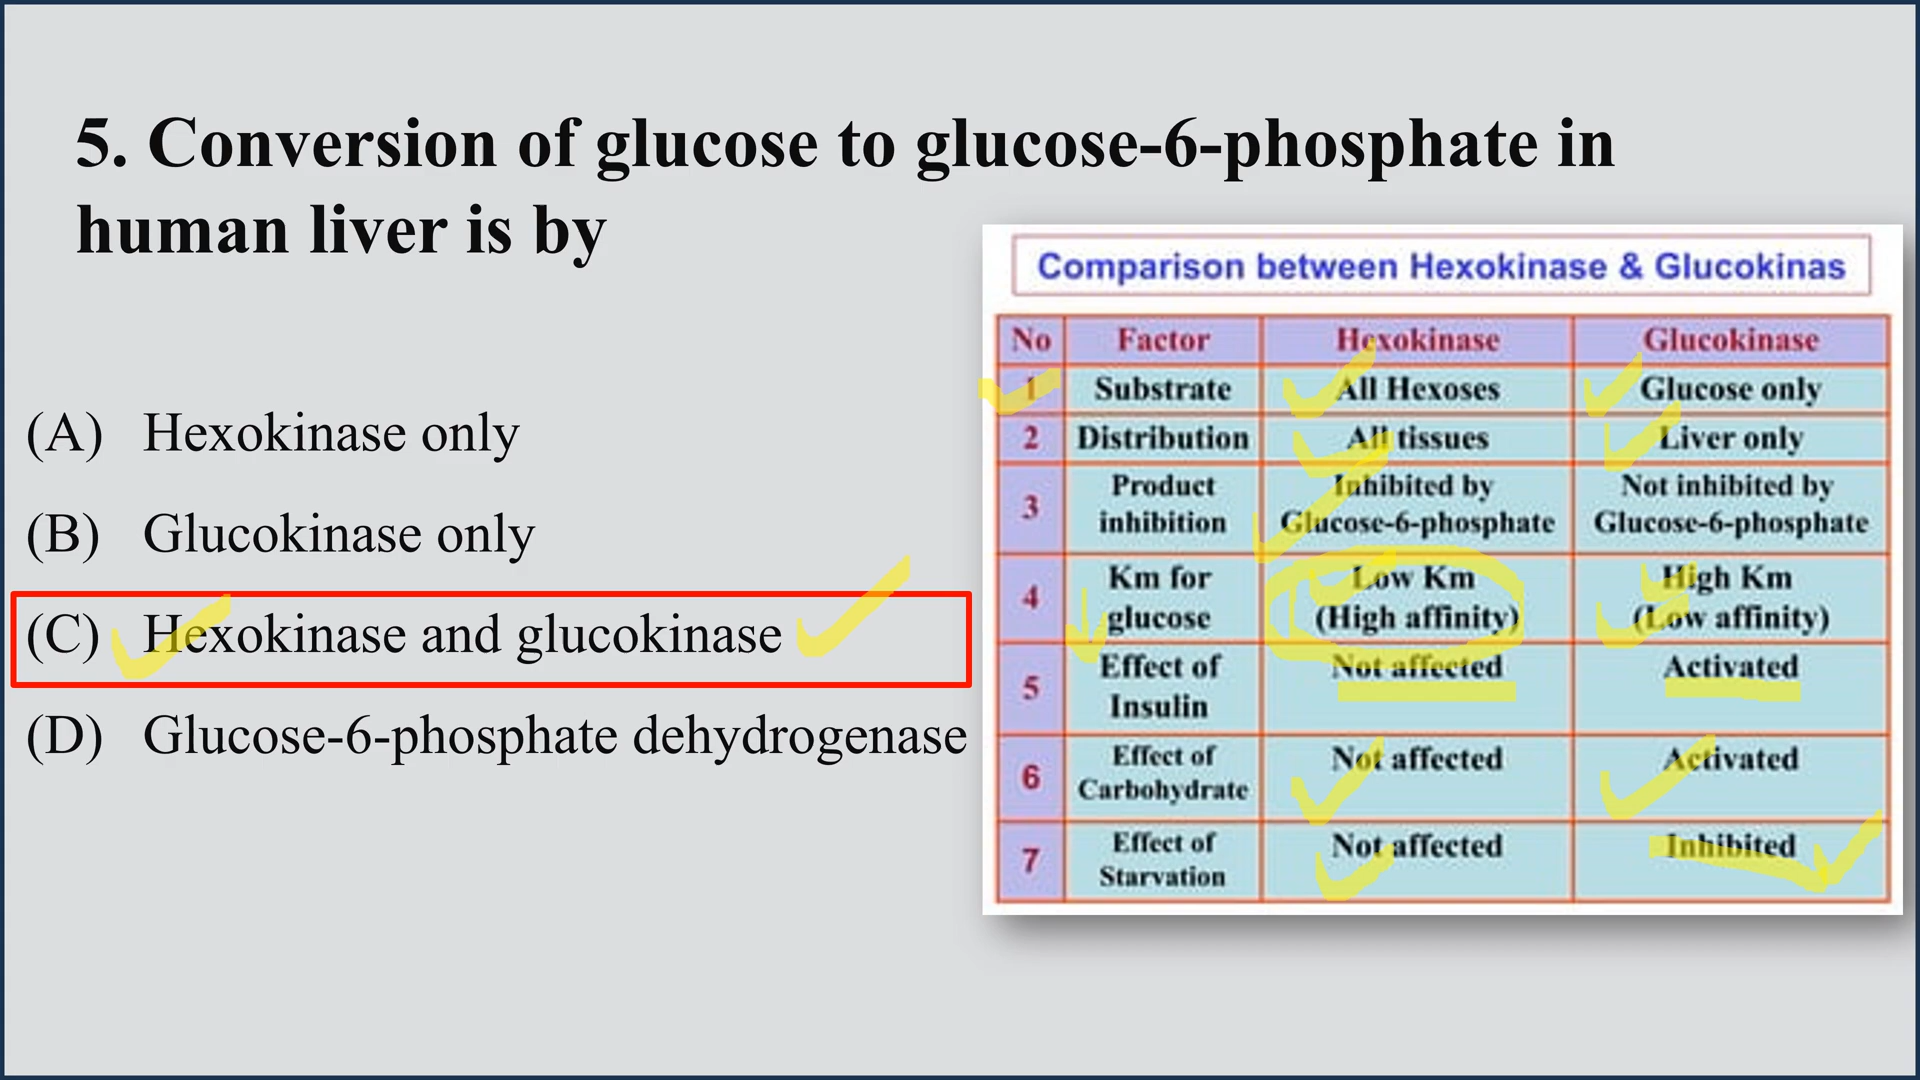 5. Conversion of glucose to glucose-6-phosphate in
human liver is by
(A) Hexokinase only
(B) Glucokinase only
(C) Hexokinase and glucokinase
(D) Glucose-6-phosphate dehydrogenase
Comparison between Hexokinase & Glucokinas
No Factor Hexokinase Glucokinase
1 Substrate All Hexoses Glucose only
2 Distribution All tissues Liver only
3 Product inhibition Inhibited by Glucose-6-phosphate Not inhibited by Glucose-6-phosphate
4 Km for glucose Low Km (High affinity) High Km (Low affinity)
5 Effect of Insulin Not affected Activated
6 Effect of Carbohydrate Not affected Activated
7 Effect of Starvation Not affected Inhibited